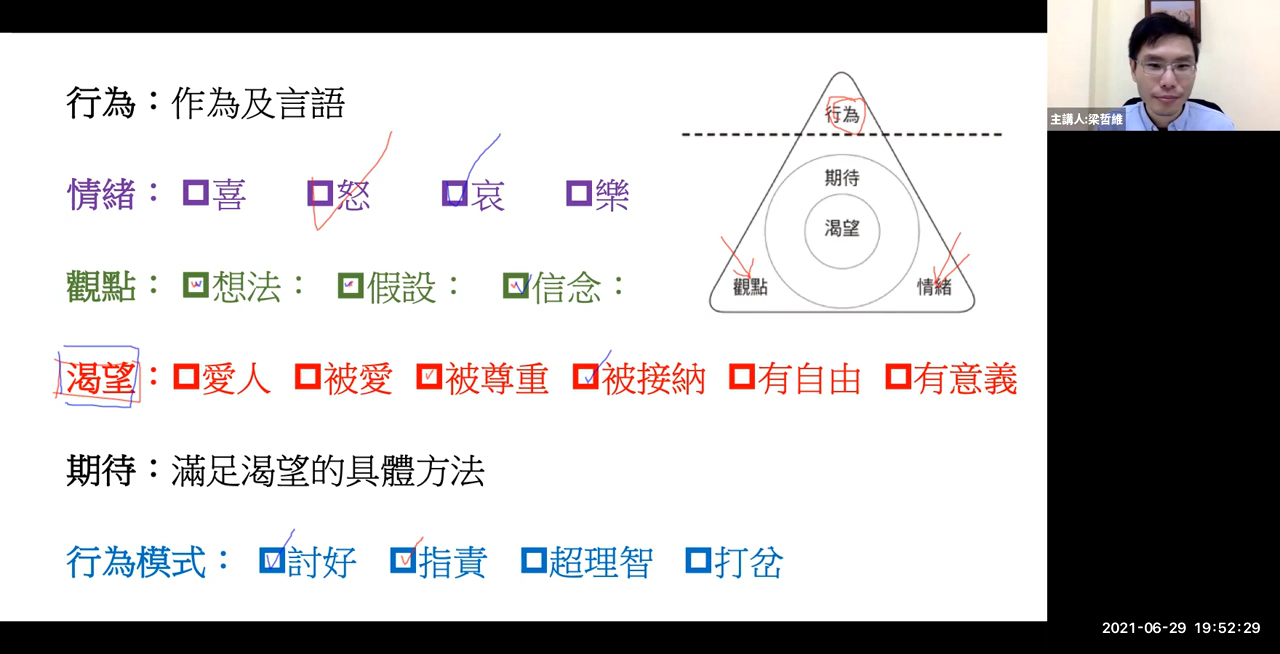 行為：作為及言語
情緒：□喜 □怒 □哀 □樂
觀點：□想法： □假設： □信念：
渴望：□愛人 □被愛 □被尊重 □被接納 □有自由 □有意義
期待：滿足渴望的具體方法
行為模式：□討好 □指責 □超理智 □打岔
行為
期待
渴望
觀點 情緒
主講人:梁哲維
2021-06-29 19:52:29